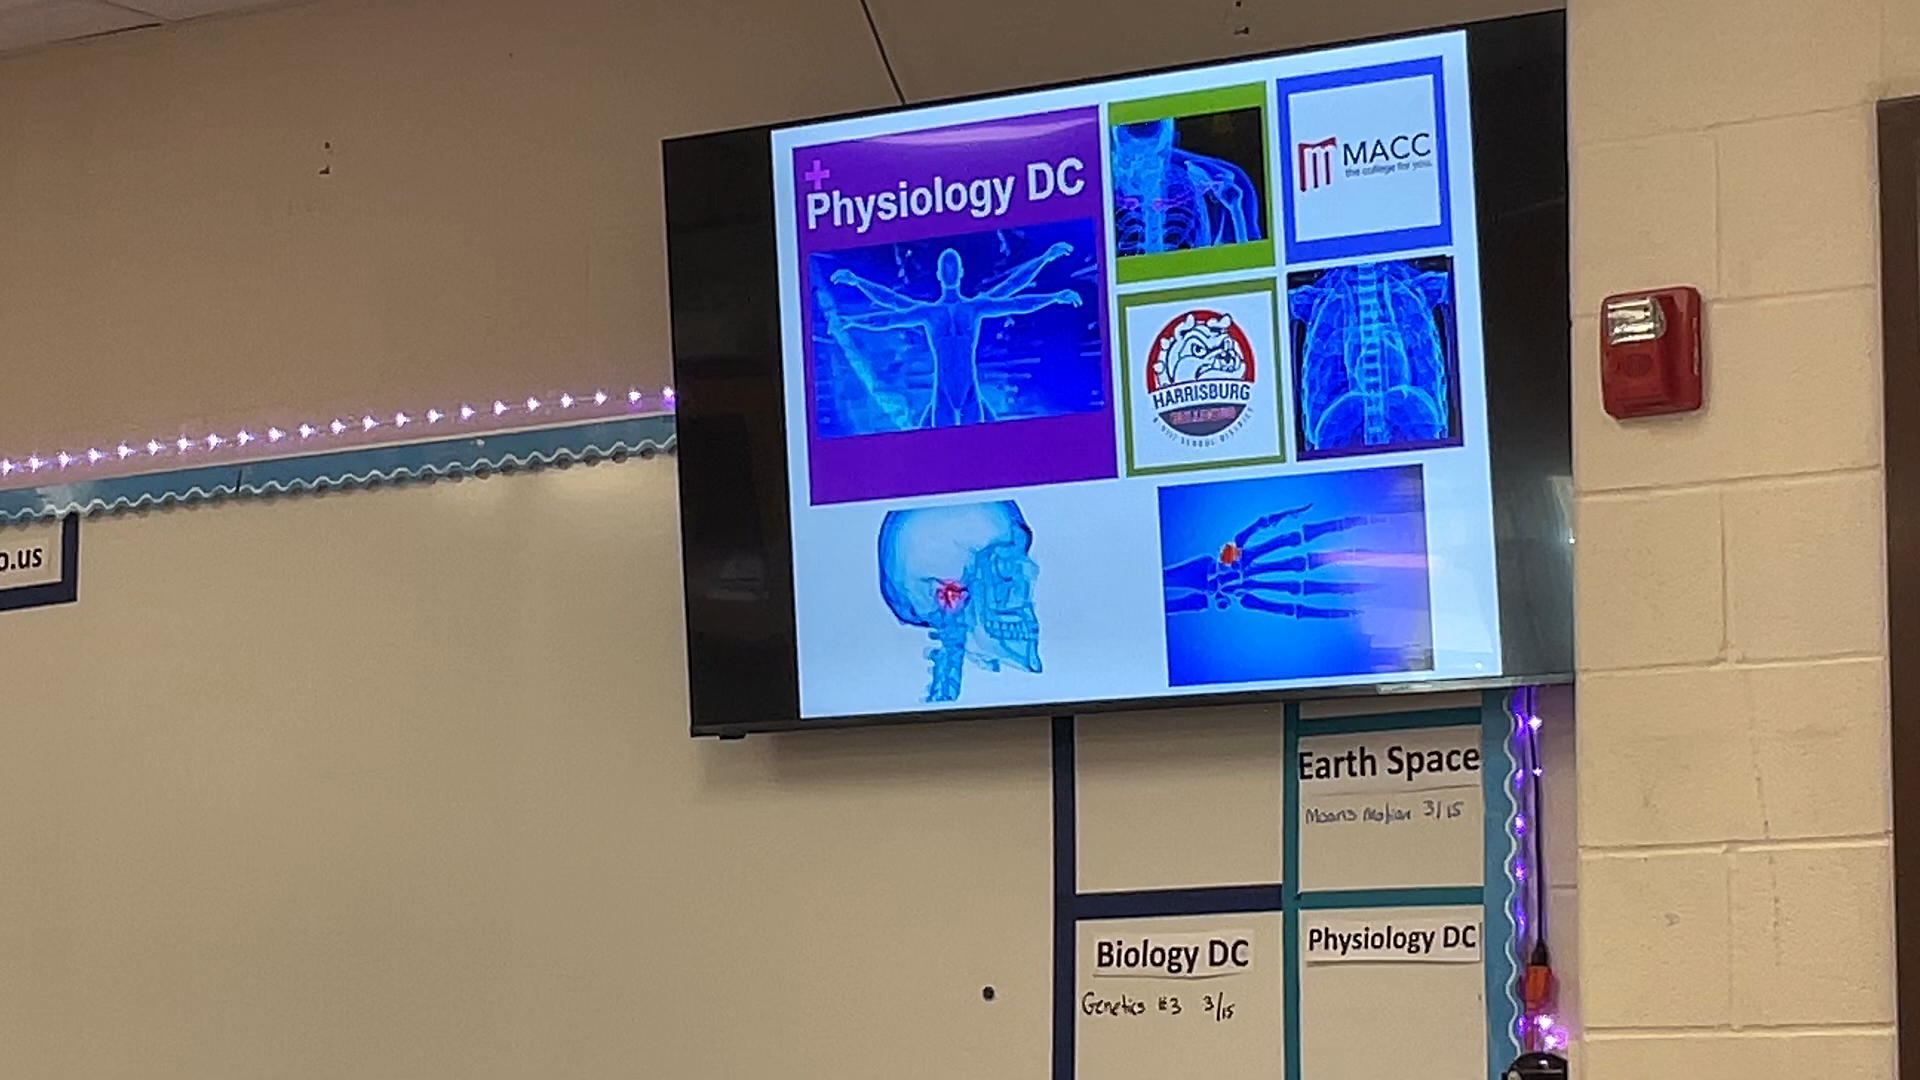 Physiology DC
MACC
the college for you.
HARRISBURG
o.us
Earth Space
Moons Motion 3/15
Biology DC
Genetics #3 3/15
Physiology DC